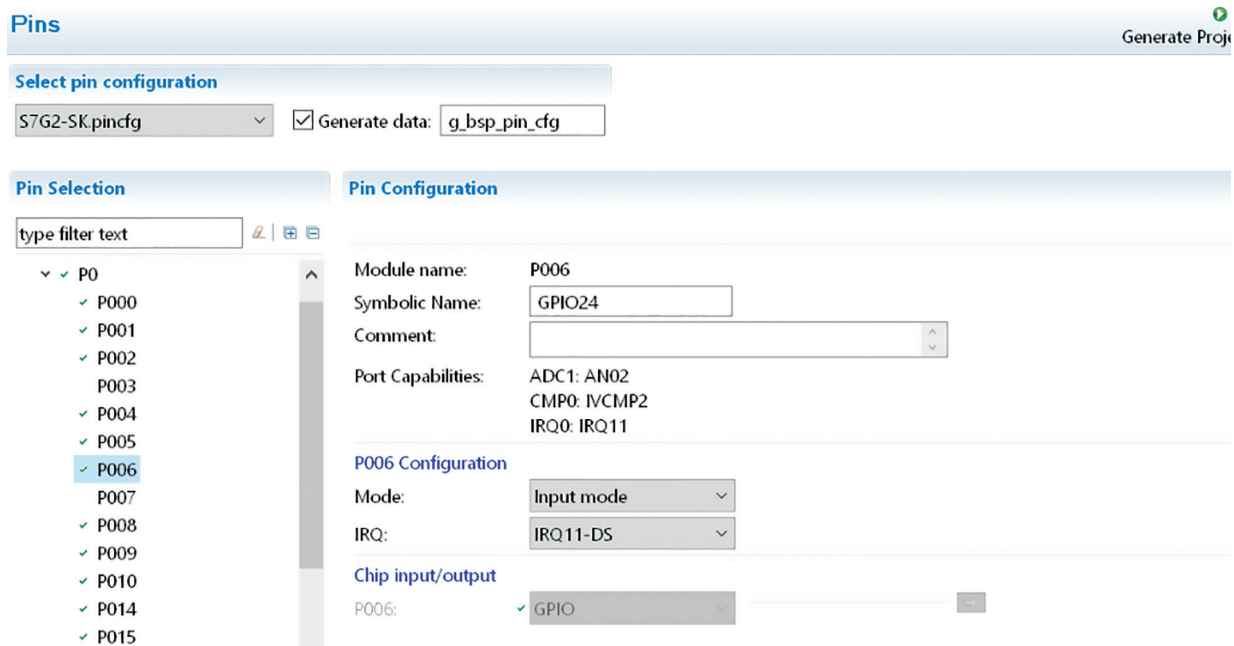 Pins
Generate Proje
Select pin configuration
S7G2-SK.pincfg
Generate data: g_bsp_pin_cfg
Pin Selection
type filter text
P0
P000
P001
P002
P003
P004
P005
P006
P007
P008
P009
P010
P014
P015
Pin Configuration
Module name: P006
Symbolic Name: GPIO24
Comment:
Port Capabilities: ADC1: AN02
CMP0: IVCMP2
IRQ0: IRQ11
P006 Configuration
Mode: Input mode
IRQ: IRQ11-DS
Chip input/output
P006: GPIO